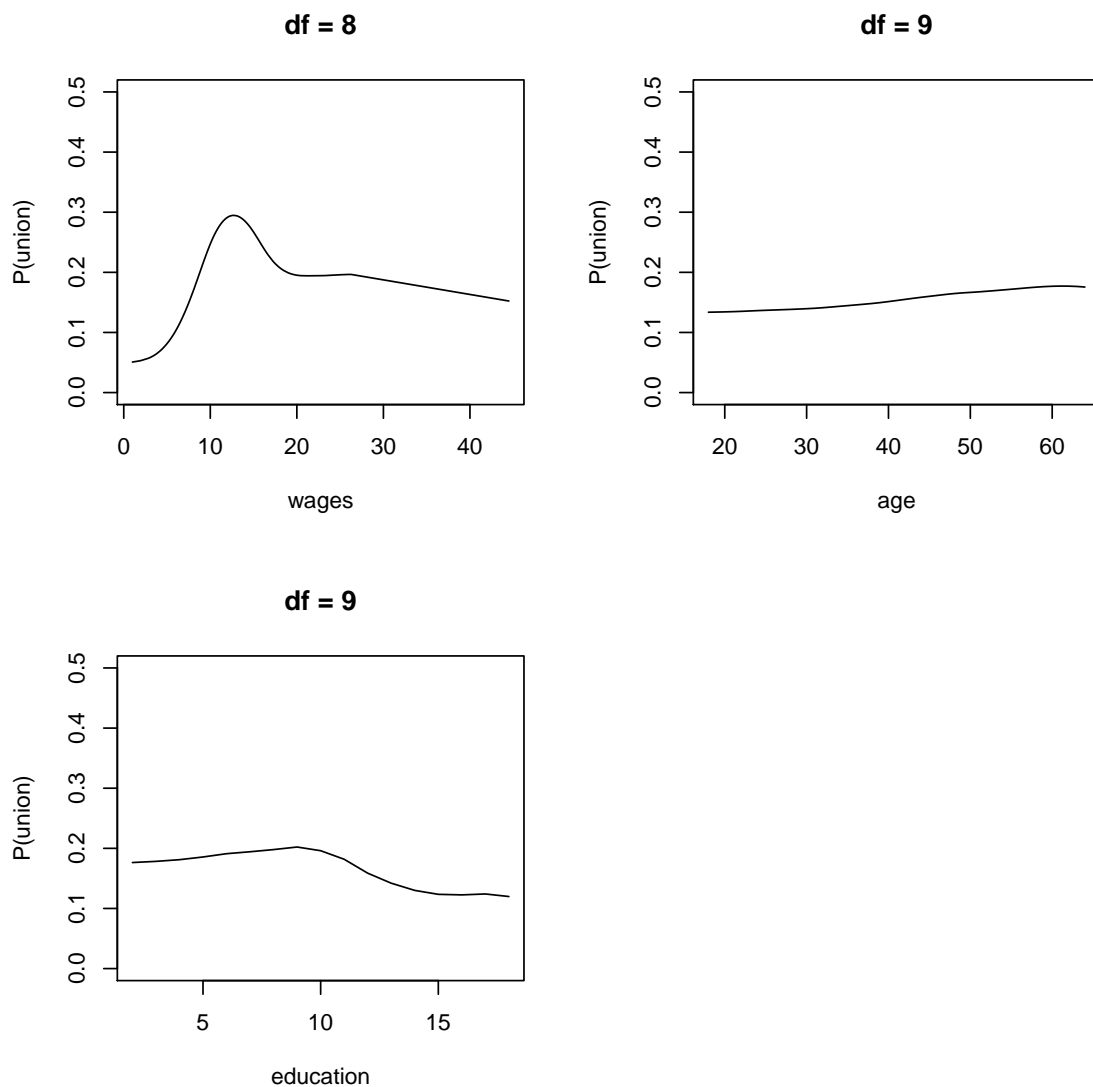 df = 8
P(union)
0.0 0.1 0.2 0.3 0.4 0.5
0 10 20 30 40
wages
df = 9
P(union)
0.0 0.1 0.2 0.3 0.4 0.5
20 30 40 50 60
age
df = 9
P(union)
0.0 0.1 0.2 0.3 0.4 0.5
5 10 15
education